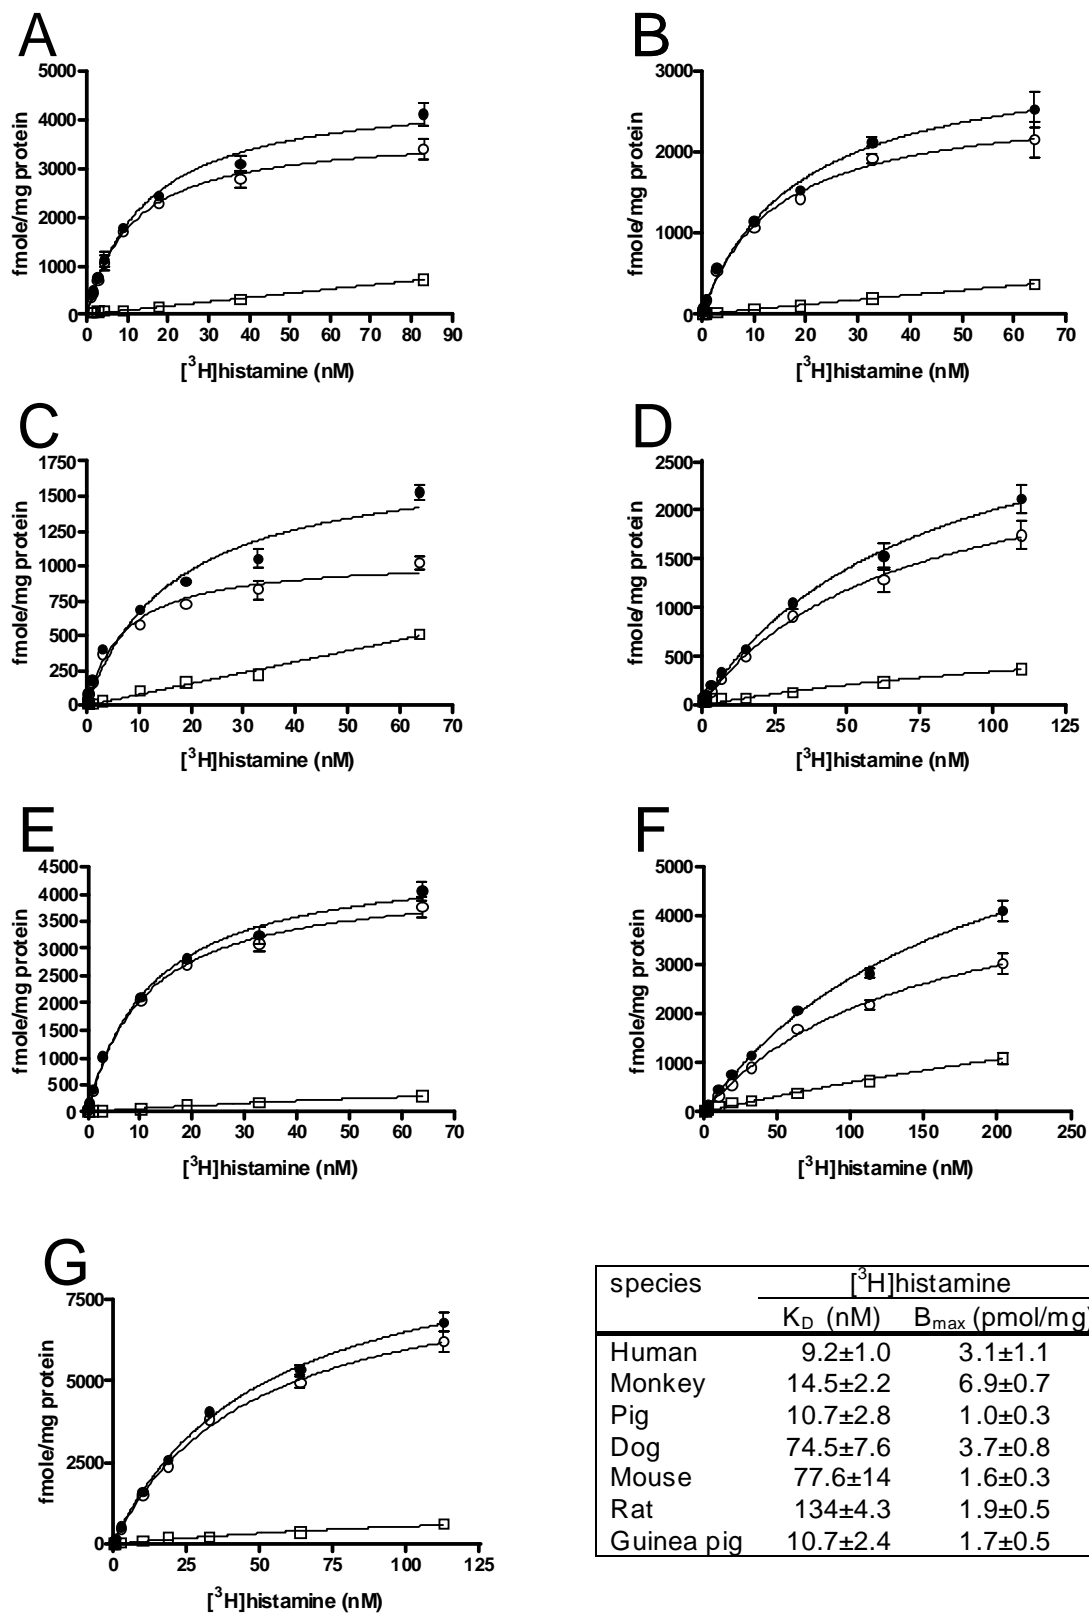 A
5000
4000
3000
2000
1000
0
fmole/mg protein
0 10 20 30 40 50 60 70 80 90
[³H]histamine (nM)
B
3000
2000
1000
0
fmole/mg protein
0 10 20 30 40 50 60 70
[³H]histamine (nM)
C
1750
1500
1250
1000
750
500
250
0
fmole/mg protein
0 10 20 30 40 50 60 70
[³H]histamine (nM)
D
2500
2000
1500
1000
500
0
fmole/mg protein
0 25 50 75 100 125
[³H]histamine (nM)
E
4500
4000
3500
3000
2500
2000
1500
1000
500
0
fmole/mg protein
0 10 20 30 40 50 60 70
[³H]histamine (nM)
F
5000
4000
3000
2000
1000
0
fmole/mg protein
0 50 100 150 200 250
[³H]histamine (nM)
G
7500
5000
2500
0
fmole/mg protein
0 25 50 75 100 125
[³H]histamine (nM)
species [³H]histamine
K_D (nM) B_max (pmol/mg)
Human 9.2±1.0 3.1±1.1
Monkey 14.5±2.2 6.9±0.7
Pig 10.7±2.8 1.0±0.3
Dog 74.5±7.6 3.7±0.8
Mouse 77.6±14 1.6±0.3
Rat 134±4.3 1.9±0.5
Guinea pig 10.7±2.4 1.7±0.5